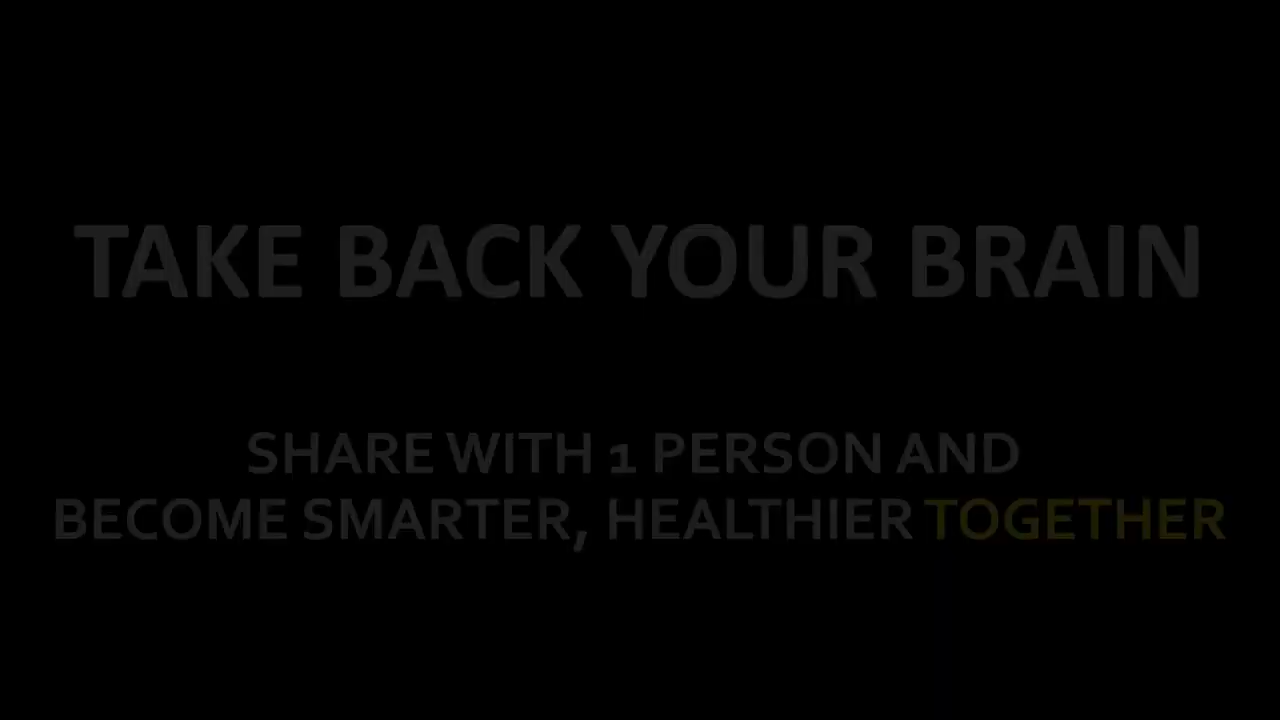 TAKE BACK YOUR BRAIN
SHARE WITH 1 PERSON AND
BECOME SMARTER, HEALTHIER TOGETHER